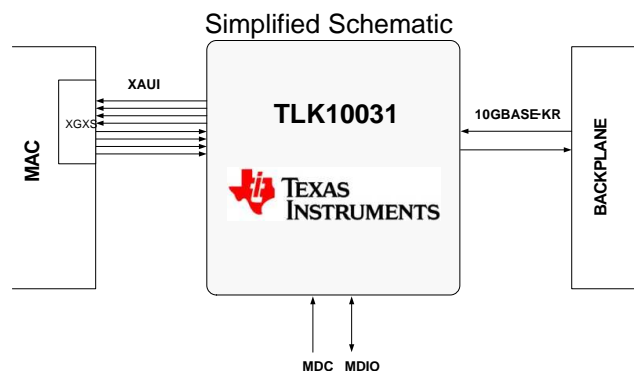 Simplified Schematic
XAUI
TLK10031
10GBASE-KR
XGXS
MAC
TEXAS
INSTRUMENTS
BACKPLANE
MDC MDIO